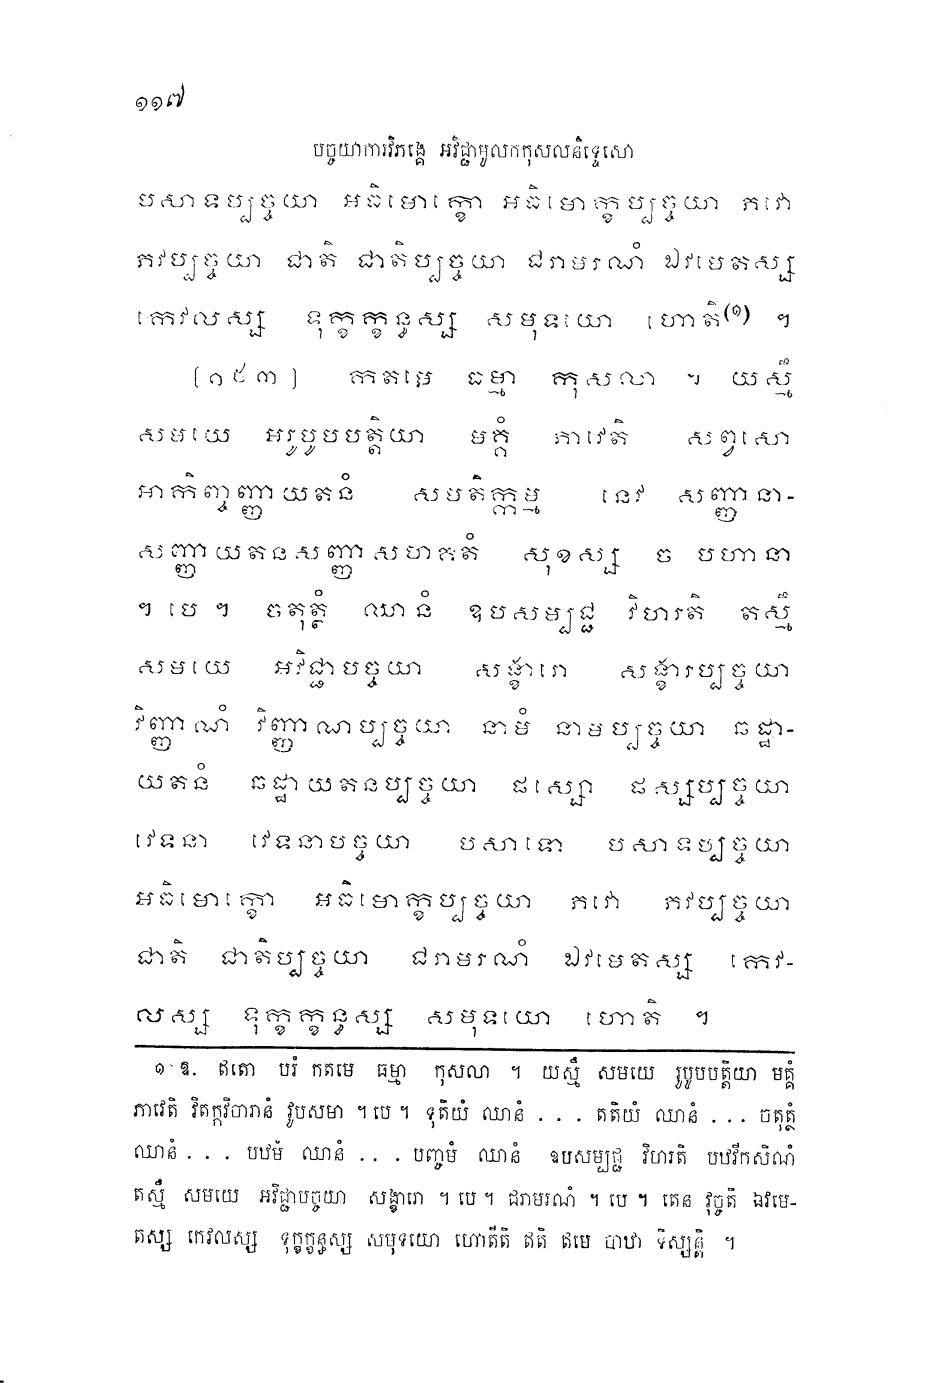 ១១៧
បច្ចយាការវិភង្គេ អវិជ្ជាមូលកកុសលនិទ្ទេសោ
បសាទប្បច្ចយា អធិមោក្ខោ អធិមោក្ខប្បច្ចយា ភវោ
ភវប្បច្ចយា ជាតិ ជាតិប្បច្ចយា ជរាមរណំ ឯវមេតស្ស
កេវលស្ស ទុក្ខក្ខន្ធស្ស សមុទយោ ហោតិ(១) ។
[១៥៣] កតមេ ធម្មា កុសលា ។ យស្មឹ
សមយេ អរូបូបបត្តិយា មគ្គំ ភាវេតិ សព្វសោ
អាកិញ្ចញ្ញាយតនំ សមតិក្កម្ម នេវ សញ្ញានា-
សញ្ញាយតនសញ្ញាសហគតំ សុខស្ស ច បហានា
។ បេ ។ ចតុត្ថំ ឈានំ ឧបសម្បជ្ជ វិហរតិ តស្មឹ
សមយេ អវិជ្ជាបច្ចយា សង្ខារោ សង្ខារប្បច្ចយា
វិញ្ញាណំ វិញ្ញាណប្បច្ចយា នាមំ នាមប្បច្ចយា ឆដ្ឋា-
យតនំ ឆដ្ឋាយតនប្បច្ចយា ផស្សោ ផស្សប្បច្ចយា
វេទនា វេទនាបច្ចយា បសាទោ បសាទប្បច្ចយា
អធិមោក្ខោ អធិមោក្ខប្បច្ចយា ភវោ ភវប្បច្ចយា
ជាតិ ជាតិប្បច្ចយា ជរាមរណំ ឯវមេតស្ស កេវ-
លស្ស ទុក្ខក្ខន្ធស្ស សមុទយោ ហោតិ ។
១ ឱ. ឥតោ បរំ កតមេ ធម្មា កុសលា ។ យស្មឹ សមយេ រូបូបបត្តិយា មគ្គំ
ភាវេតិ វិតក្កវិចារានំ វូបសមា ។ បេ ។ ទុតិយំ ឈានំ . . . តតិយំ ឈានំ . . . ចតុត្ថំ
ឈានំ . . . បឋមំ ឈានំ . . . បញ្ចមំ ឈានំ ឧបសម្បជ្ជ វិហរតិ បឋវីកសិណំ
តស្មឹ សមយេ អវិជ្ជាបច្ចយា សង្ខារោ ។ បេ ។ ជរាមរណំ ។ បេ ។ តេន វុច្ចតិ ឯវមេ-
តស្ស កេវលស្ស ទុក្ខក្ខន្ធស្ស សមុទយោ ហោតីតិ ឥតិ ឥមេ បាឋា ទិស្សន្តិ ។